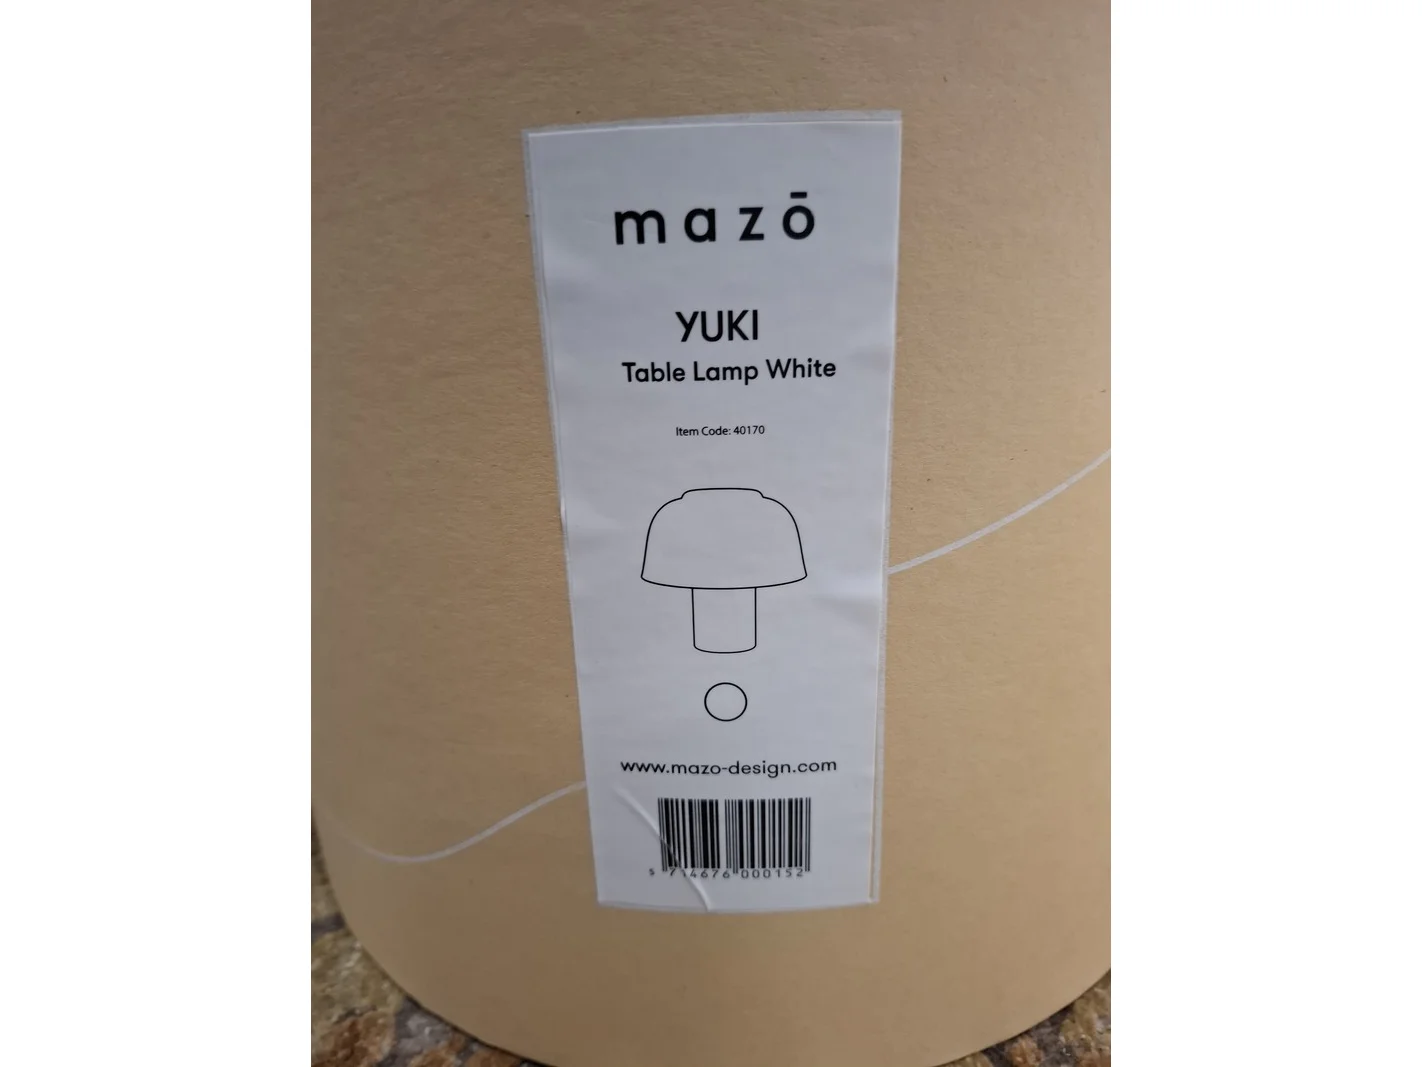 mazō
YUKI
Table Lamp White
Item Code: 40170
www.mazo-design.com
5 714676 000152